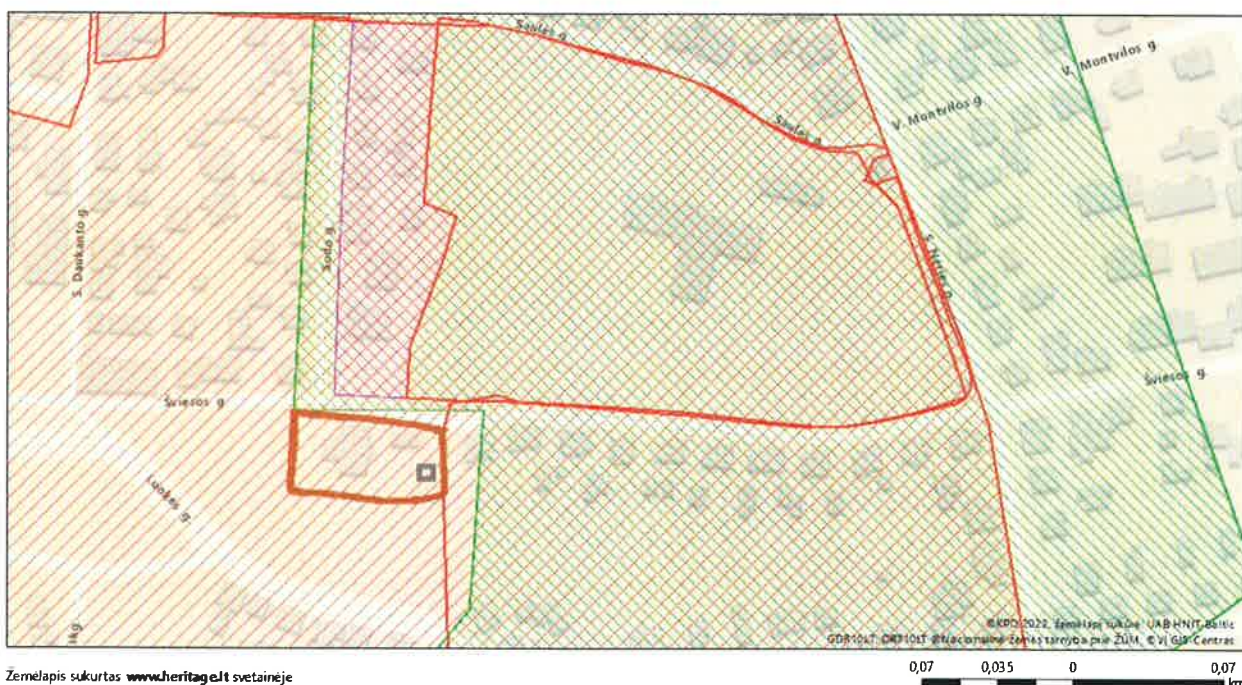 Saulės g.
V. Montvilos g.
V. Montvilos g.
Saulės g.
S. Daukanto g.
Sodo g.
S. Nėries g.
Šviesos g.
Šviesos g.
Luokės g.
©KPD 2022, žemėlapį sukūrė: UAB HNIT-Baltic
GDR10LT, ORT10LT ©Nacionalinė žemės tarnyba prie ŽŪM, © VĮ GIS-Centras
Žemėlapis sukurtas www.heritage.lt svetainėje
0,07 0,035 0 0,07
km